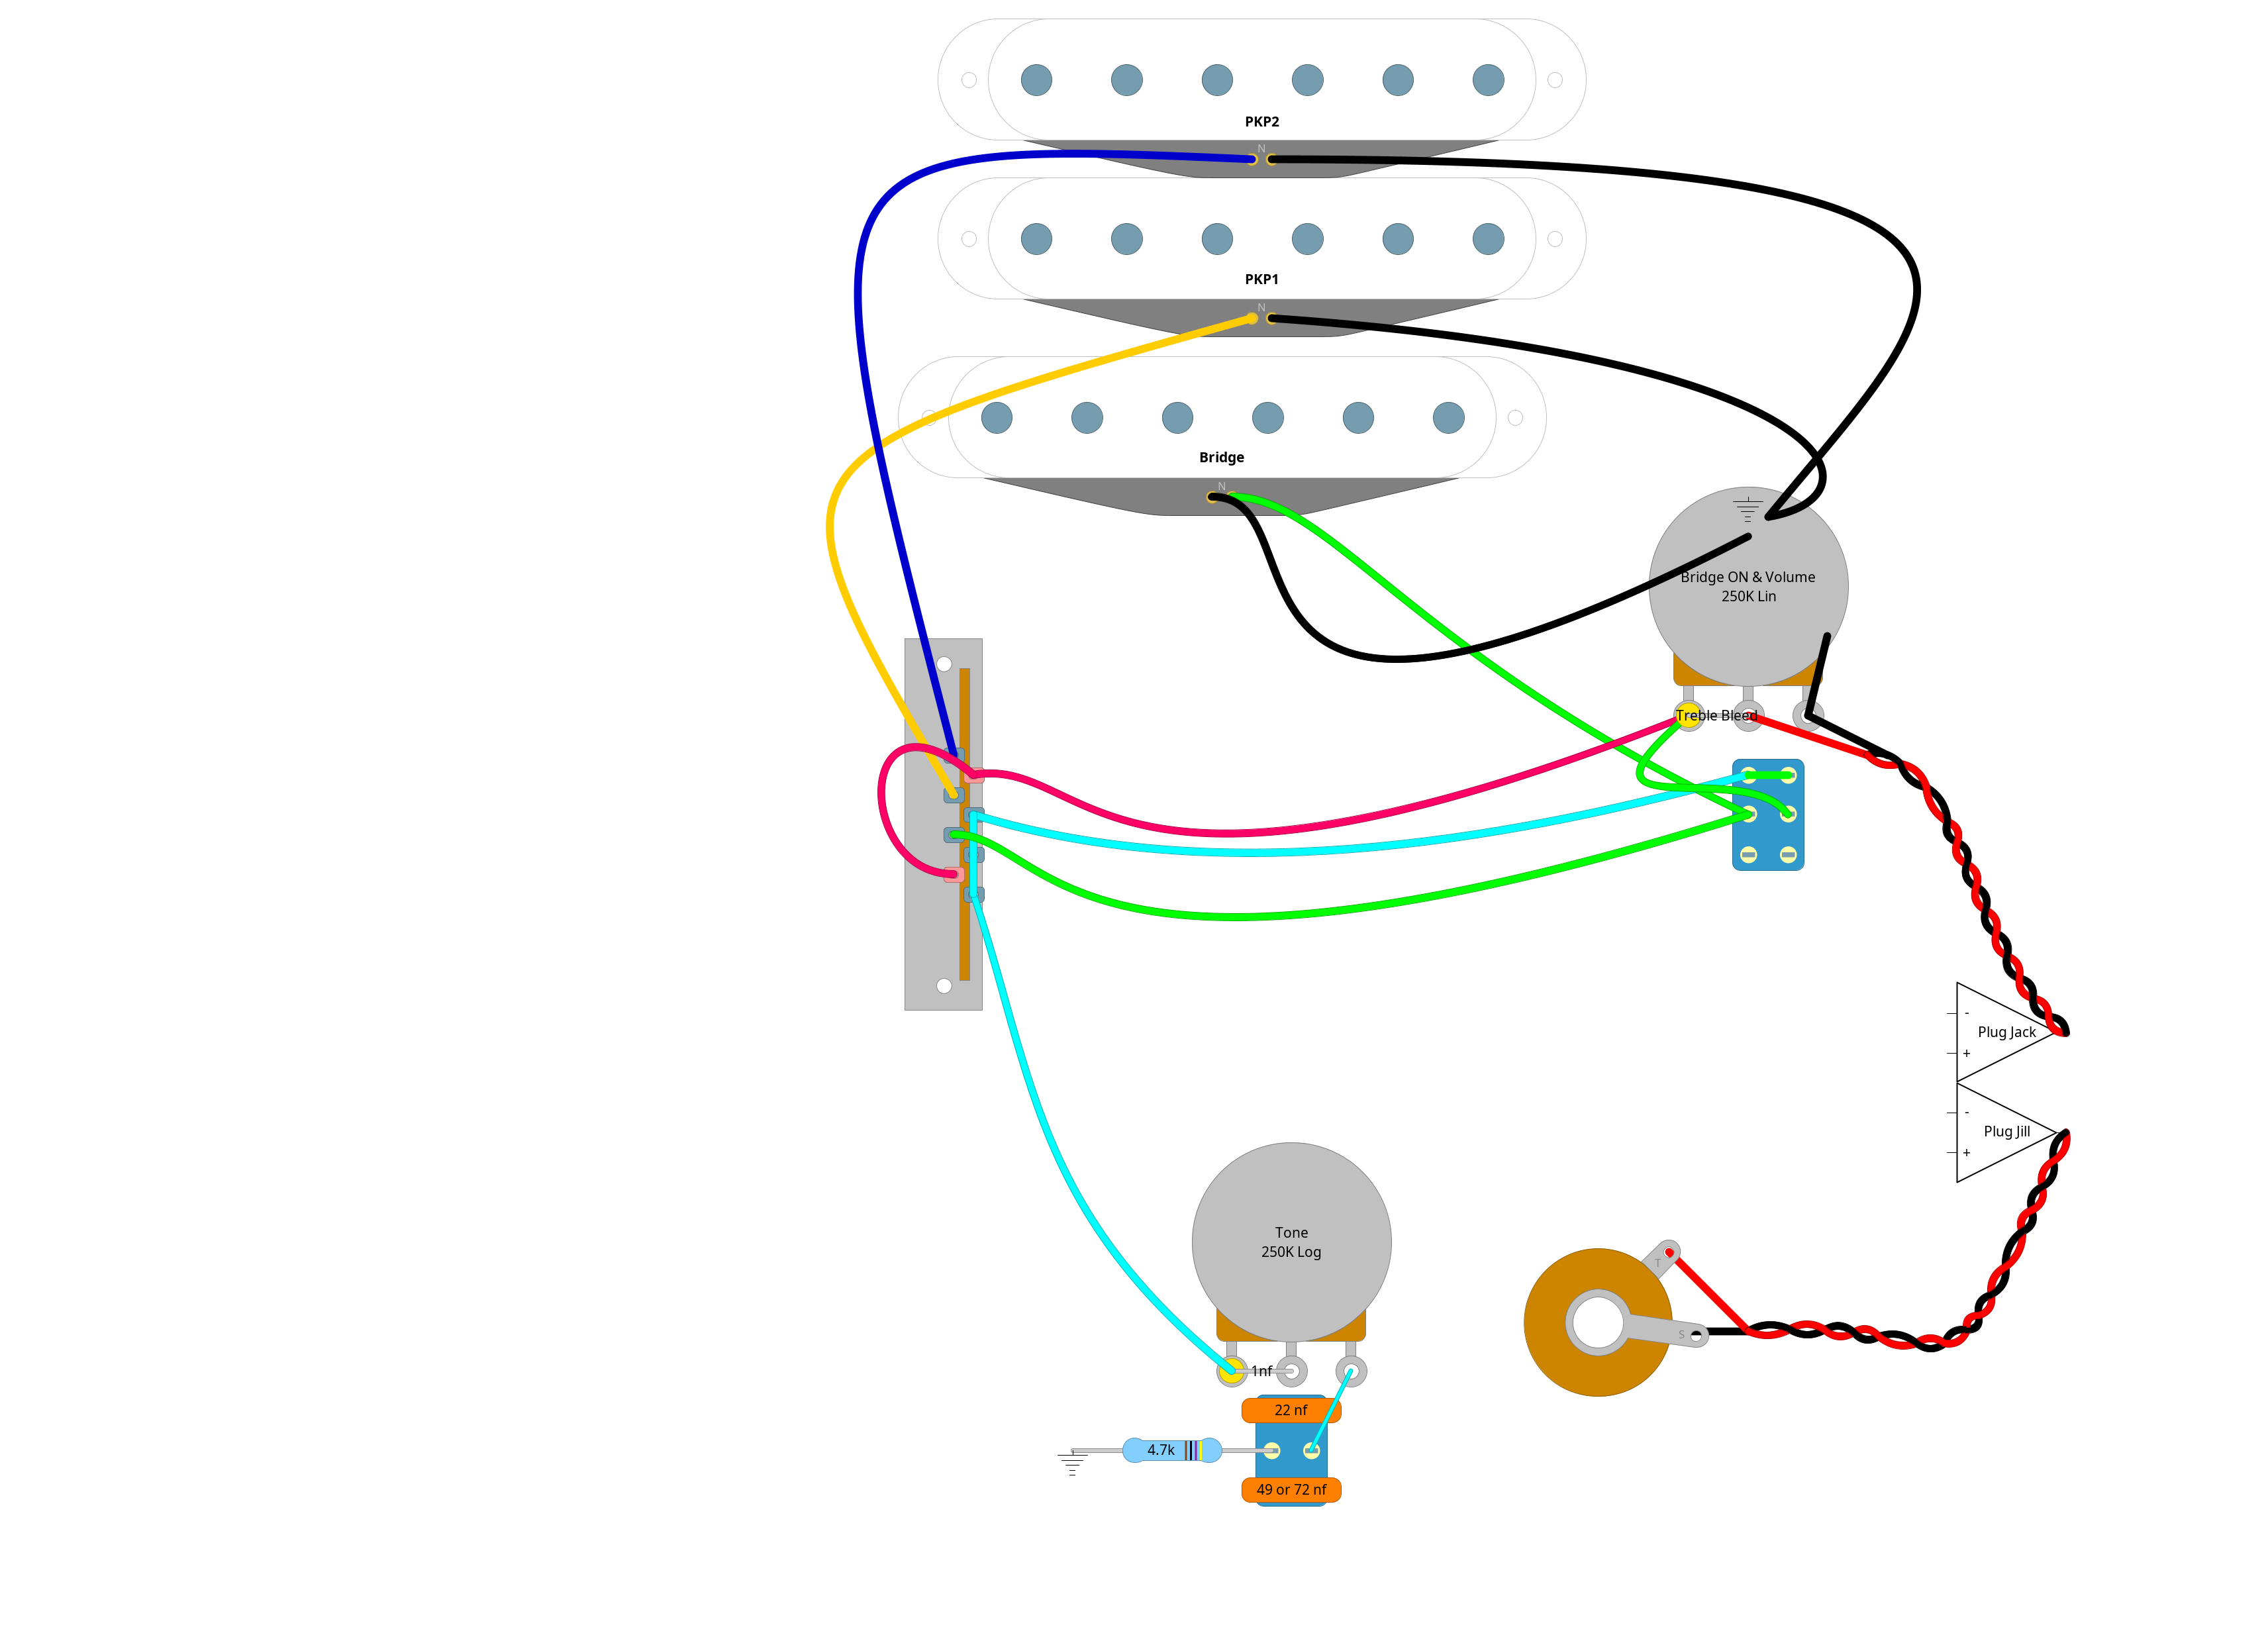 PKP2
N
PKP1
N
Bridge
N
Bridge ON & Volume
250K Lin
Treble Bleed
-
Plug Jack
+
-
Plug Jill
+
Tone
250K Log
T
S
1nf
22 nf
4.7k
49 or 72 nf